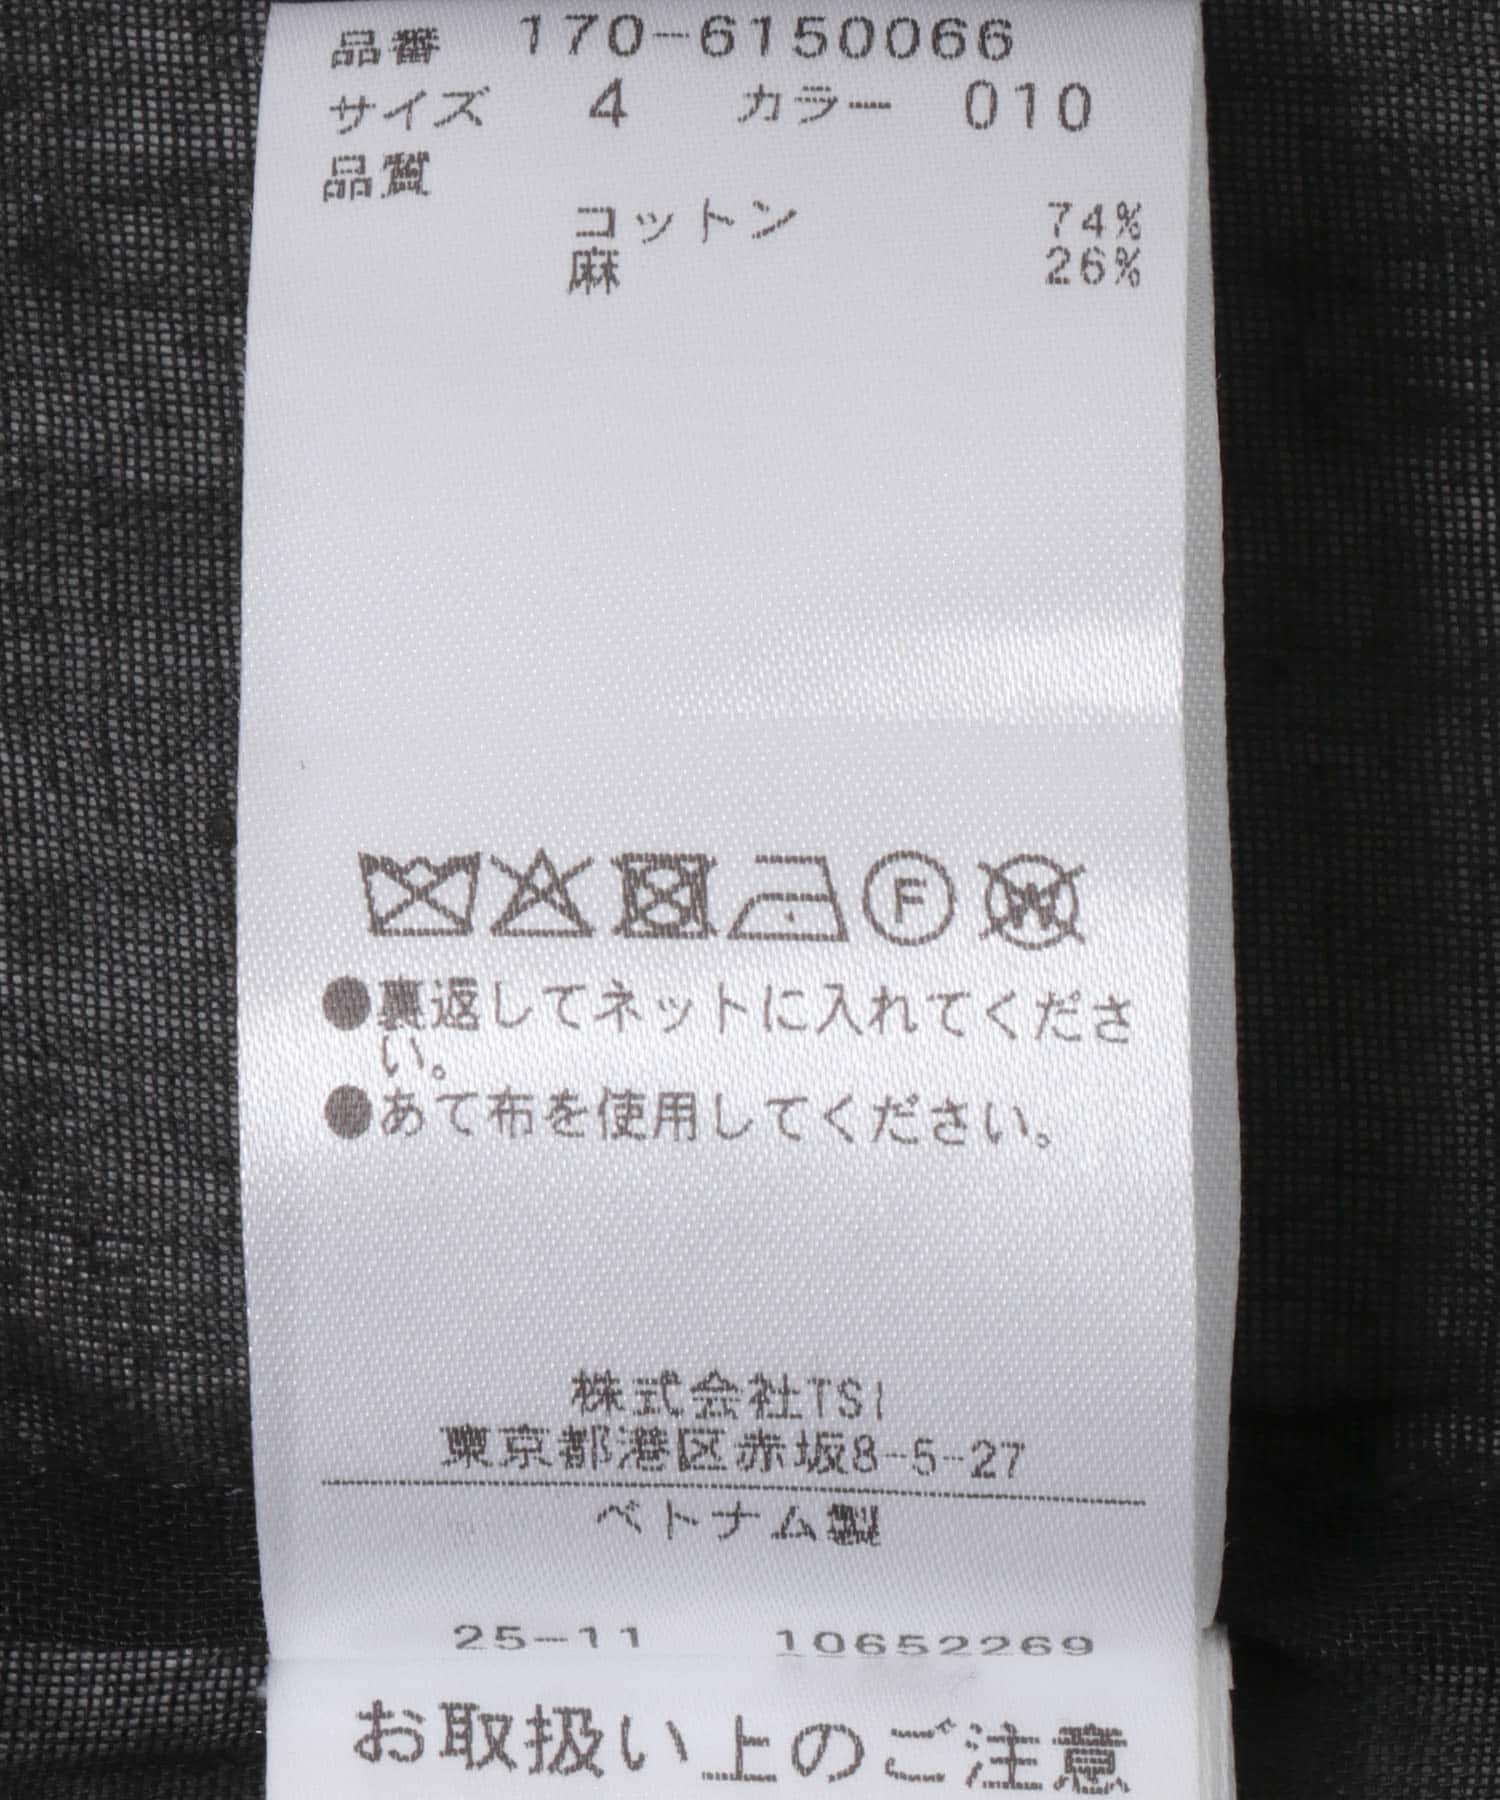 品番 170-6150066
サイズ 4 カラー 010
品質
コットン 74%
麻 26%
F W
●裏返してネットに入れてくださ
い。
●あて布を使用してください。
株式会社TSI
東京都港区赤坂8-5-27
ベトナム製
25-11 10652269
お取扱い上のご注意